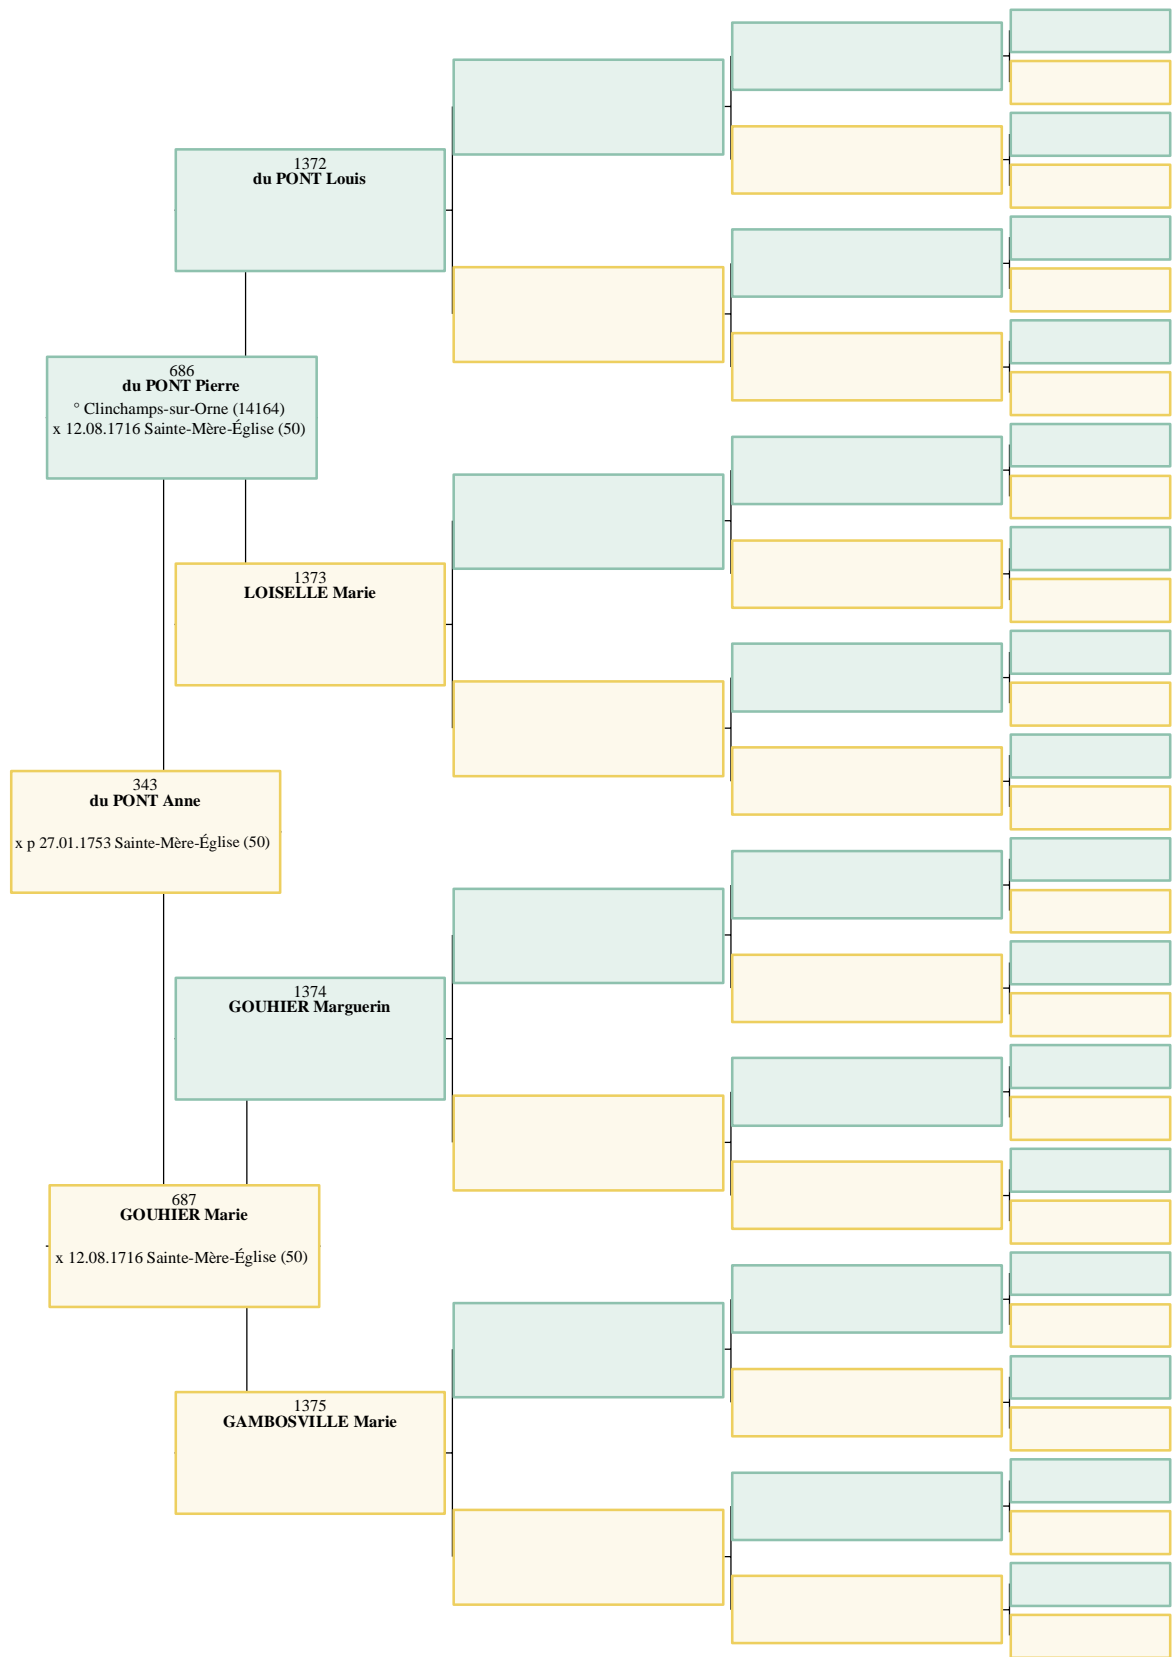 1372
du PONT Louis
686
du PONT Pierre
° Clinchamps-sur-Orne (14164)
x 12.08.1716 Sainte-Mère-Église (50)
1373
LOISELLE Marie
343
du PONT Anne
x p 27.01.1753 Sainte-Mère-Église (50)
1374
GOUHIER Marguerin
687
GOUHIER Marie
x 12.08.1716 Sainte-Mère-Église (50)
1375
GAMBOSVILLE Marie